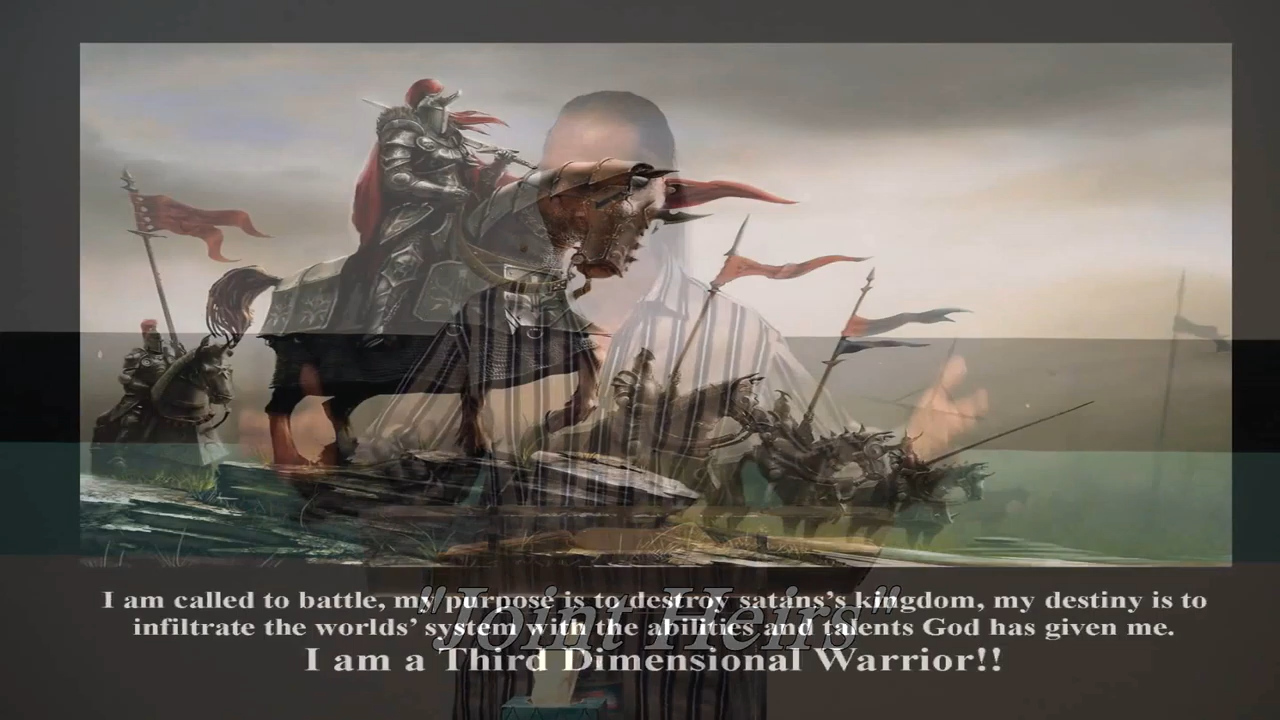 "Joint Heirs"
I am called to battle, my purpose is to destroy satans's kingdom, my destiny is to
infiltrate the worlds' system with the abilities and talents God has given me.
I am a Third Dimensional Warrior!!